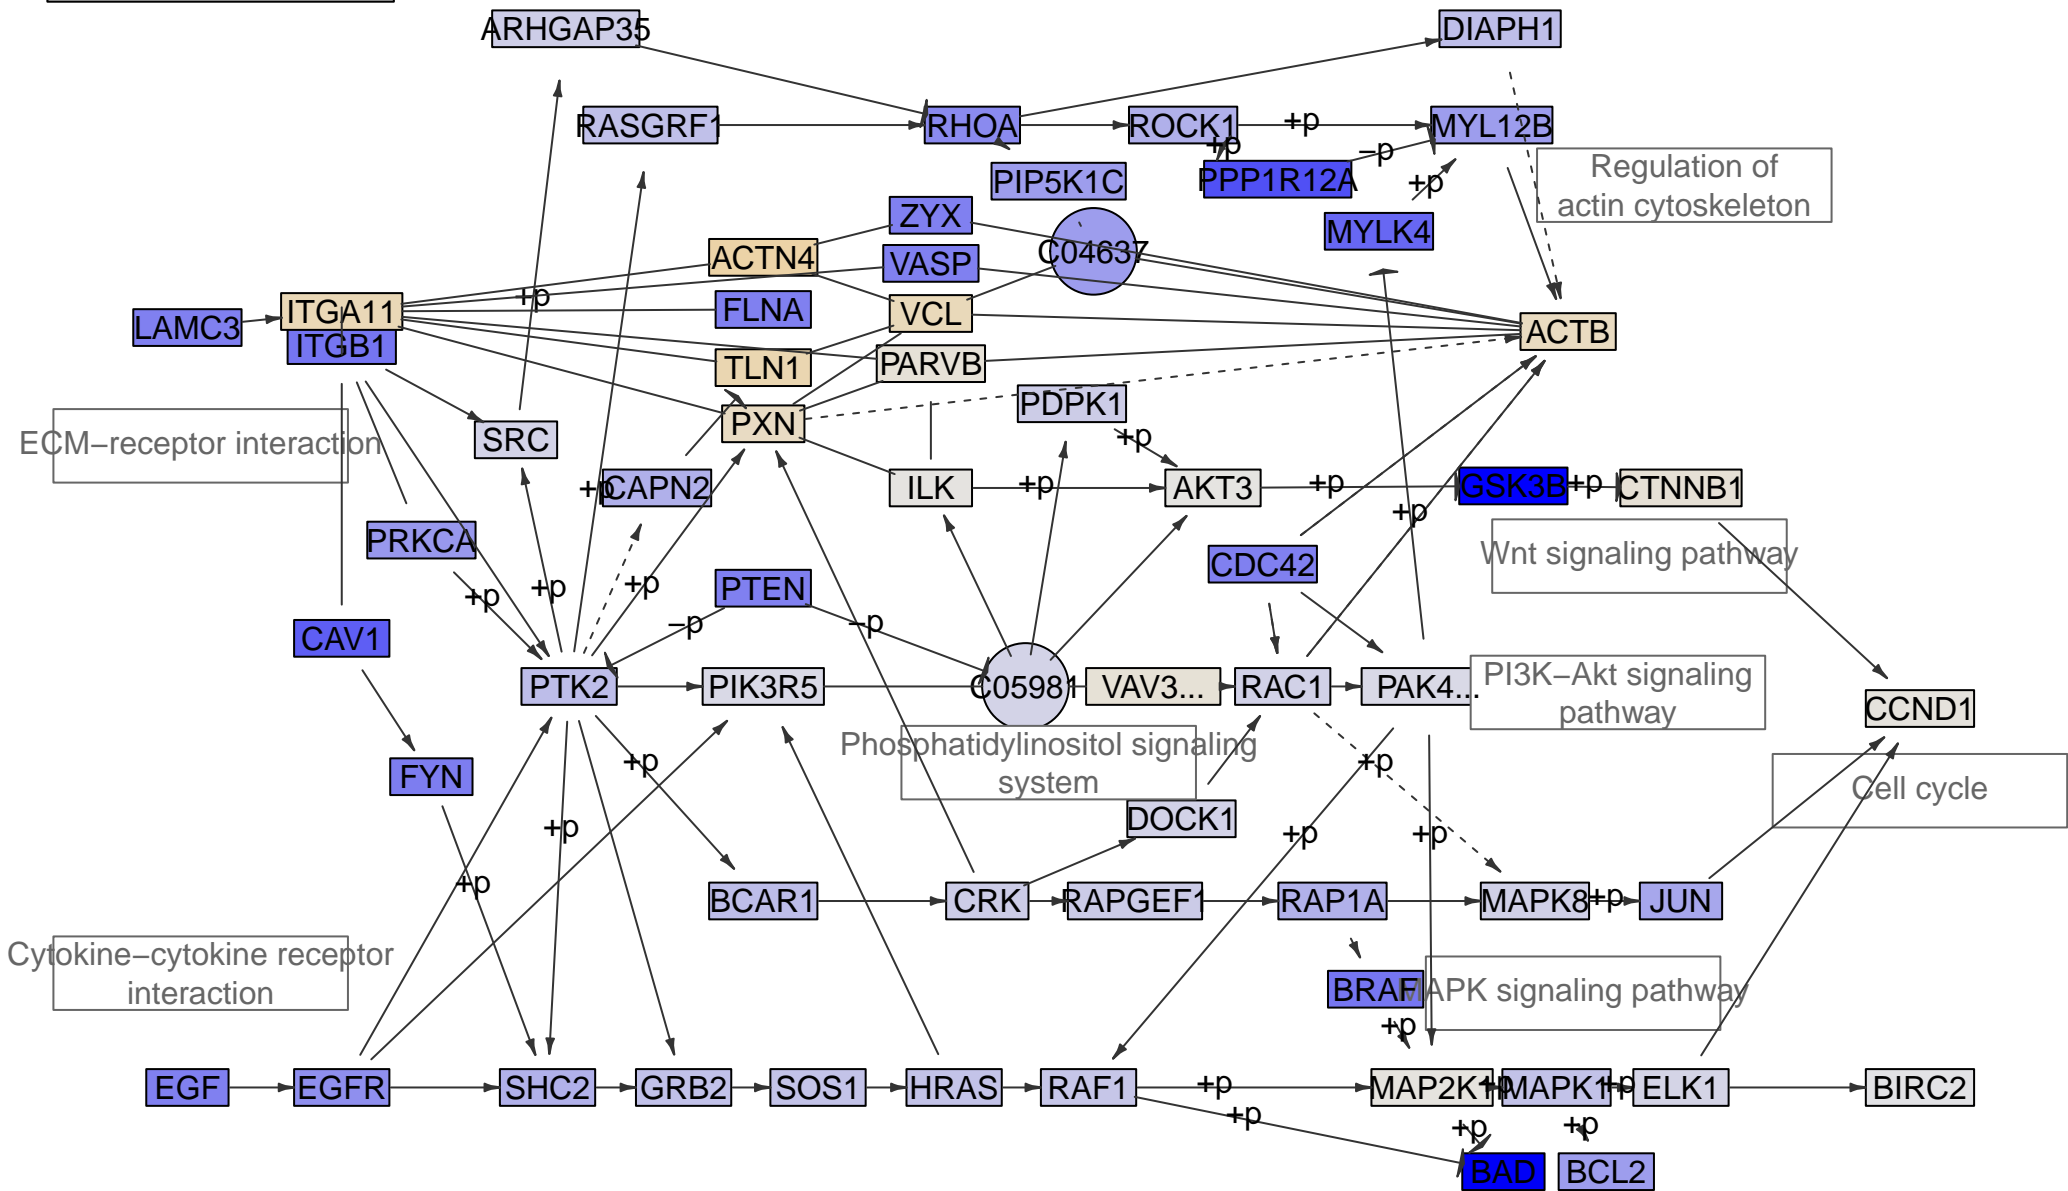 ARHGAP35
DIAPH1
RASGRF1
RHOA
ROCK1
+p
MYL12B
+p
−p
PIP5K1C
PPP1R12A
+p
Regulation of
actin cytoskeleton
ZYX
MYLK4
ACTN4
VASP
C04637
+p
ITGA11
FLNA
VCL
LAMC3
ITGB1
ACTB
TLN1
PARVB
PDPK1
PXN
ECM−receptor interaction
SRC
+p
+p
CAPN2
ILK
+p
AKT3
+p
GSK3B
+p
CTNNB1
+p
PRKCA
Wnt signaling pathway
CDC42
+p
+p
+p
PTEN
−p
−p
CAV1
PTK2
PIK3R5
C05981
VAV3...
RAC1
PAK4...
PI3K−Akt signaling
pathway
CCND1
Phosphatidylinositol signaling
system
+p
+p
FYN
Cell cycle
DOCK1
+p
+p
+p
+p
BCAR1
CRK
RAPGEF1
RAP1A
MAPK8
+p
JUN
Cytokine−cytokine receptor
interaction
BRAF
MAPK signaling pathway
+p
EGF
EGFR
SHC2
GRB2
SOS1
HRAS
RAF1
+p
MAP2K1
+p
MAPK1
+p
ELK1
BIRC2
+p
+p
+p
BAD
BCL2